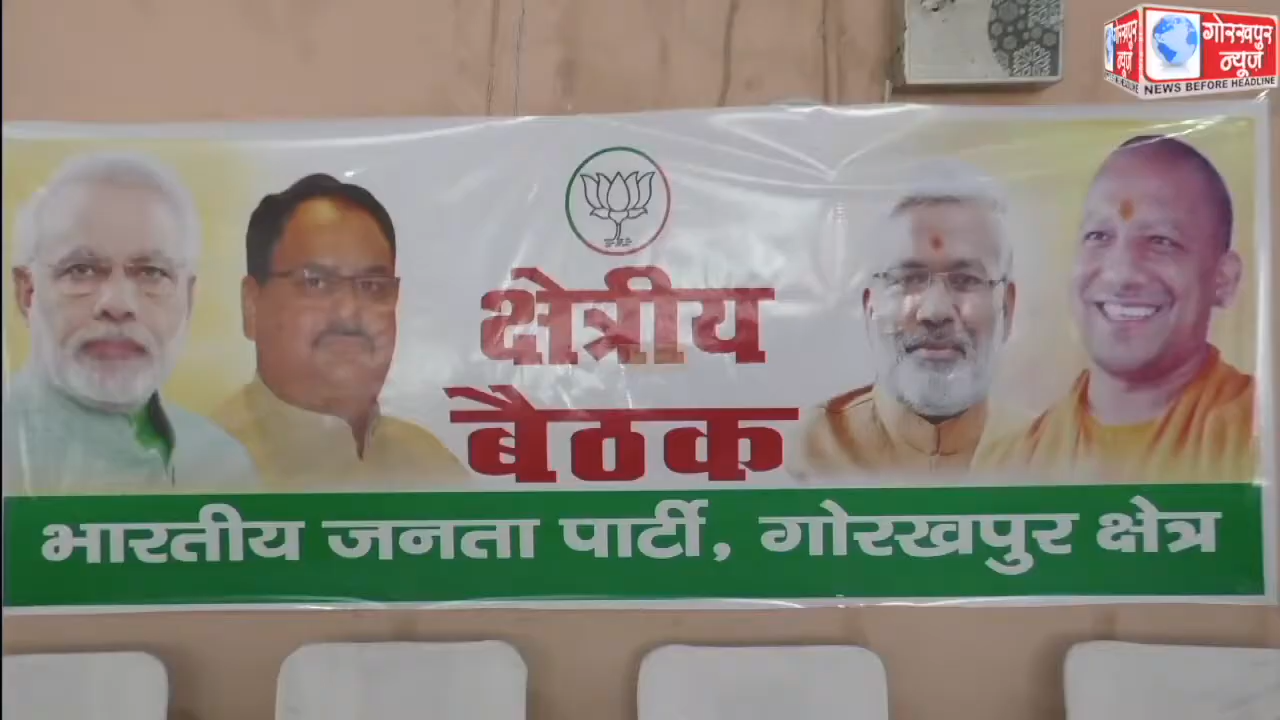 गोरखपुर
न्यूज़
NEWS BEFORE HEADLINE
क्षेत्रीय
बैठक
भारतीय जनता पार्टी, गोरखपुर क्षेत्र